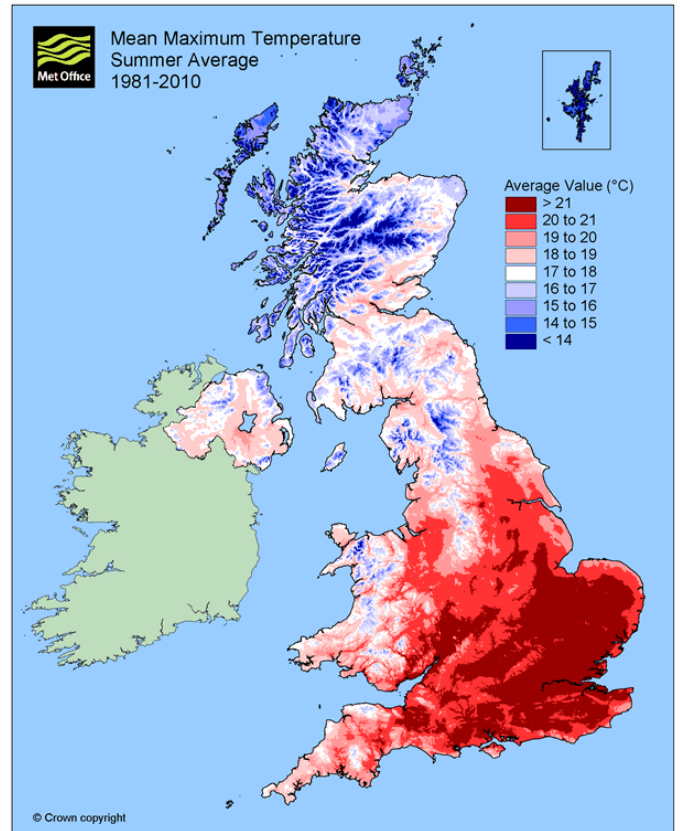 Met Office
Mean Maximum Temperature
Summer Average
1981-2010
Average Value (°C)
> 21
20 to 21
19 to 20
18 to 19
17 to 18
16 to 17
15 to 16
14 to 15
< 14
© Crown copyright